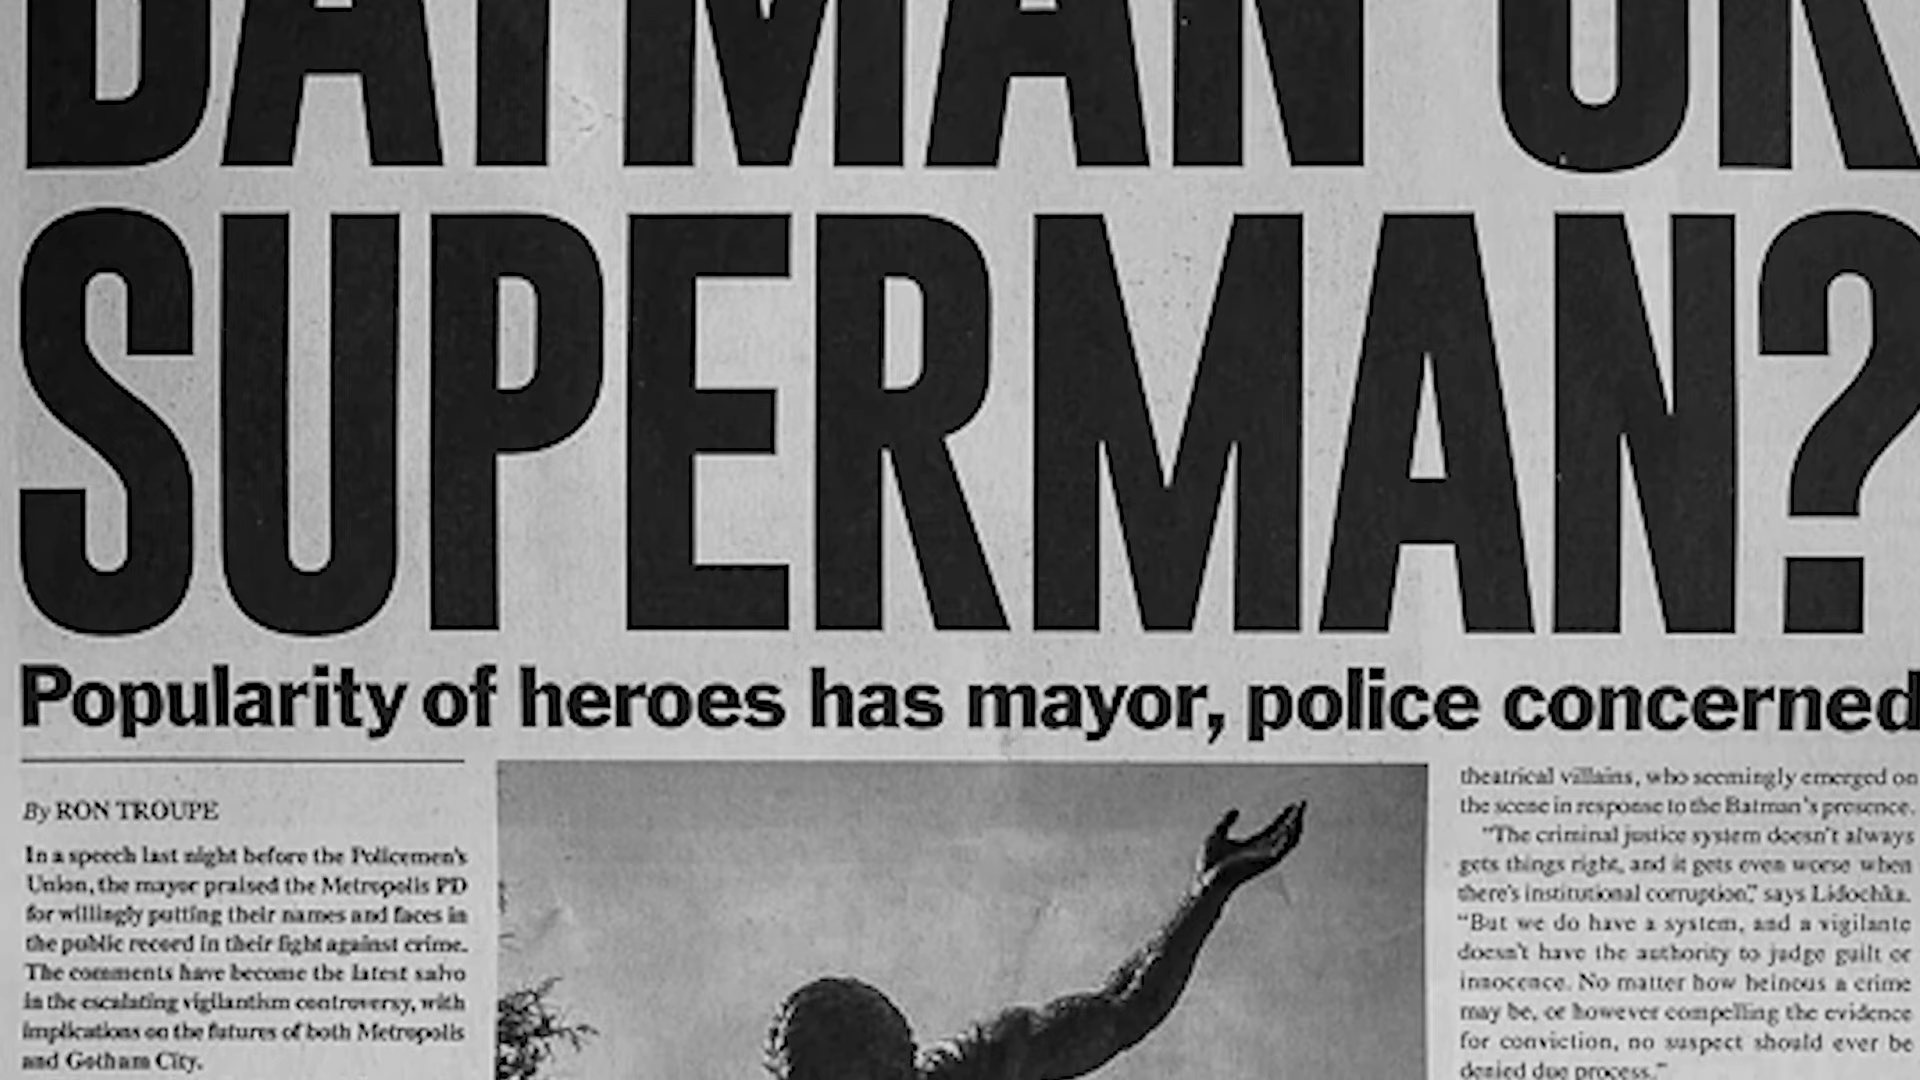 BATMAN OR
SUPERMAN?
Popularity of heroes has mayor, police concerned
By RON TROUPE
In a speech last night before the Policemen's
Union, the mayor praised the Metropolis PD
for willingly putting their names and faces in
the public record in their fight against crime.
The comments have become the latest salvo
in the escalating vigilantism controversy, with
implications on the futures of both Metropolis
and Gotham City.
theatrical villains, who seemingly emerged on
the scene in response to the Batman's presence.
"The criminal justice system doesn't always
gets things right, and it gets even worse when
there's institutional corruption," says Lidochka.
"But we do have a system, and a vigilante
doesn't have the authority to judge guilt or
innocence. No matter how heinous a crime
may be, or however compelling the evidence
for conviction, no suspect should ever be
denied due process."